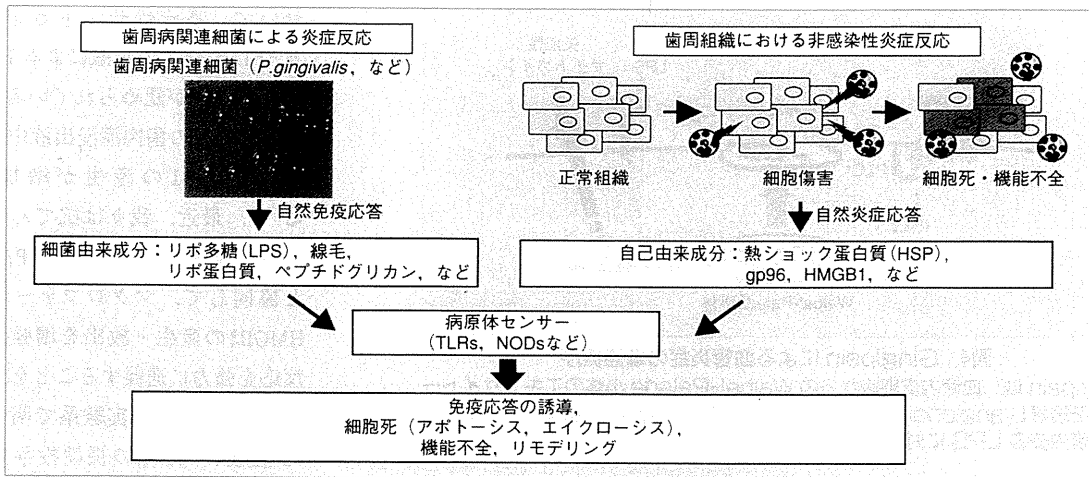 歯周病関連細菌による炎症反応
歯周病関連細菌（P.gingivalis，など）
自然免疫応答
細菌由来成分：リポ多糖（LPS），線毛，
リポ蛋白質，ペプチドグリカン，など
歯周組織における非感染性炎症反応
正常組織
細胞傷害
細胞死・機能不全
自然炎症応答
自己由来成分：熱ショック蛋白質（HSP），
gp96，HMGB1，など
病原体センサー
（TLRs，NODsなど）
免疫応答の誘導，
細胞死（アポトーシス，エイクローシス），
機能不全，リモデリング